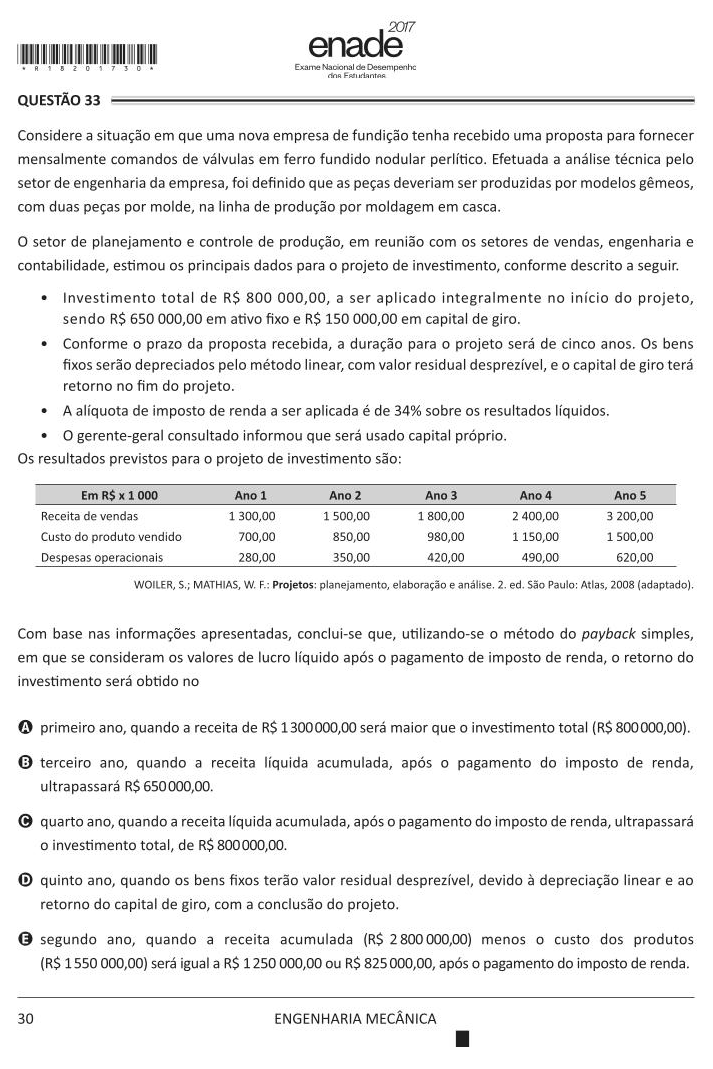 enade 2017
Exame Nacional de Desempenho
dos Estudantes
* R 1 8 2 0 1 7 3 0 *
QUESTÃO 33
Considere a situação em que uma nova empresa de fundição tenha recebido uma proposta para fornecer
mensalmente comandos de válvulas em ferro fundido nodular perlítico. Efetuada a análise técnica pelo
setor de engenharia da empresa, foi definido que as peças deveriam ser produzidas por modelos gêmeos,
com duas peças por molde, na linha de produção por moldagem em casca.
O setor de planejamento e controle de produção, em reunião com os setores de vendas, engenharia e
contabilidade, estimou os principais dados para o projeto de investimento, conforme descrito a seguir.
• Investimento total de R$ 800 000,00, a ser aplicado integralmente no início do projeto,
sendo R$ 650 000,00 em ativo fixo e R$ 150 000,00 em capital de giro.
• Conforme o prazo da proposta recebida, a duração para o projeto será de cinco anos. Os bens
fixos serão depreciados pelo método linear, com valor residual desprezível, e o capital de giro terá
retorno no fim do projeto.
• A alíquota de imposto de renda a ser aplicada é de 34% sobre os resultados líquidos.
• O gerente-geral consultado informou que será usado capital próprio.
Os resultados previstos para o projeto de investimento são:
Em R$ x 1 000 Ano 1 Ano 2 Ano 3 Ano 4 Ano 5
Receita de vendas 1 300,00 1 500,00 1 800,00 2 400,00 3 200,00
Custo do produto vendido 700,00 850,00 980,00 1 150,00 1 500,00
Despesas operacionais 280,00 350,00 420,00 490,00 620,00
WOILER, S.; MATHIAS, W. F.: Projetos: planejamento, elaboração e análise. 2. ed. São Paulo: Atlas, 2008 (adaptado).
Com base nas informações apresentadas, conclui-se que, utilizando-se o método do payback simples,
em que se consideram os valores de lucro líquido após o pagamento de imposto de renda, o retorno do
investimento será obtido no
A primeiro ano, quando a receita de R$ 1 300 000,00 será maior que o investimento total (R$ 800 000,00).
B terceiro ano, quando a receita líquida acumulada, após o pagamento do imposto de renda,
ultrapassará R$ 650 000,00.
C quarto ano, quando a receita líquida acumulada, após o pagamento do imposto de renda, ultrapassará
o investimento total, de R$ 800 000,00.
D quinto ano, quando os bens fixos terão valor residual desprezível, devido à depreciação linear e ao
retorno do capital de giro, com a conclusão do projeto.
E segundo ano, quando a receita acumulada (R$ 2 800 000,00) menos o custo dos produtos
(R$ 1 550 000,00) será igual a R$ 1 250 000,00 ou R$ 825 000,00, após o pagamento do imposto de renda.
30
ENGENHARIA MECÂNICA